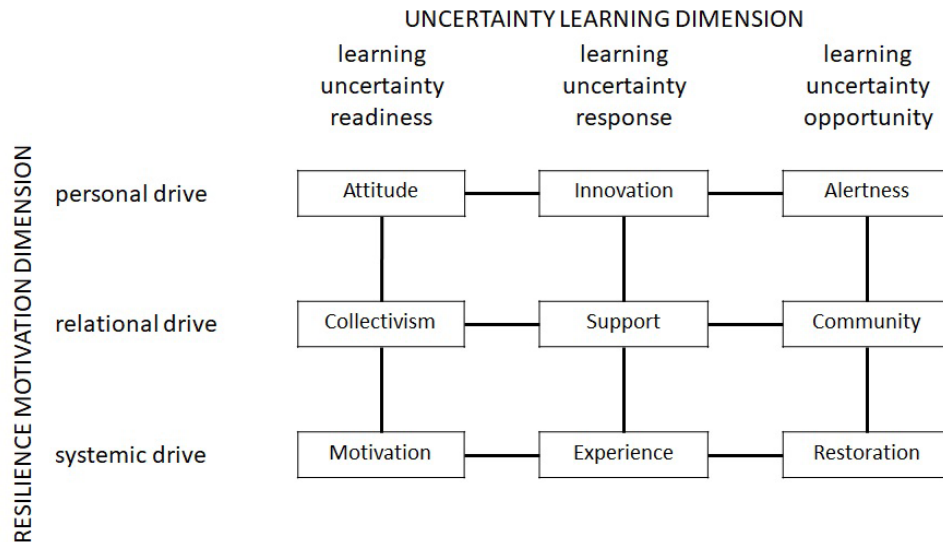 UNCERTAINTY LEARNING DIMENSION
learning uncertainty readiness
learning uncertainty response
learning uncertainty opportunity
RESILIENCE MOTIVATION DIMENSION
personal drive
Attitude
Innovation
Alertness
relational drive
Collectivism
Support
Community
systemic drive
Motivation
Experience
Restoration